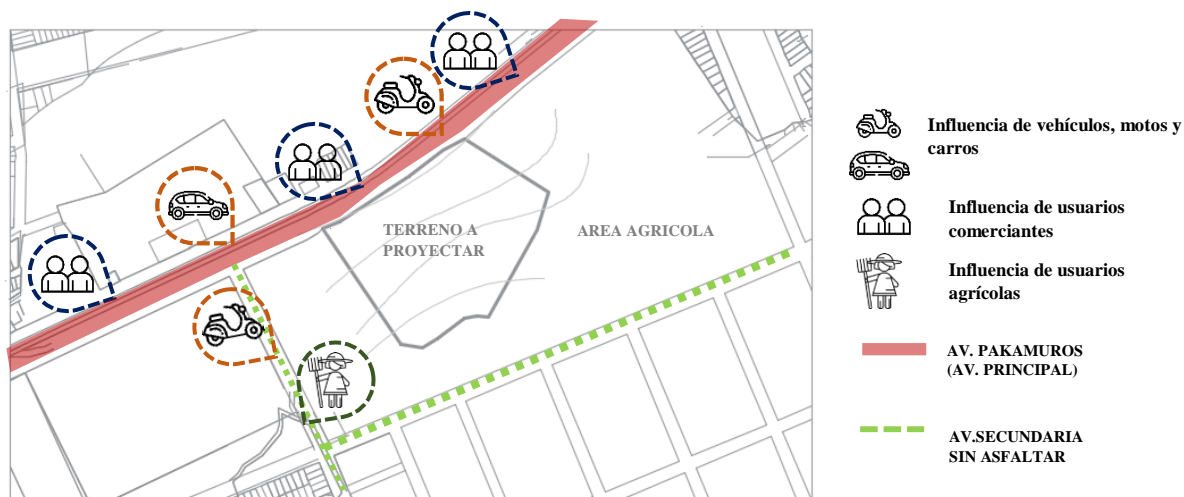 TERRENO A
PROYECTAR
AREA AGRICOLA
Influencia de vehículos, motos y
carros
Influencia de usuarios
comerciantes
Influencia de usuarios
agrícolas
AV. PAKAMUROS
(AV. PRINCIPAL)
AV.SECUNDARIA
SIN ASFALTAR